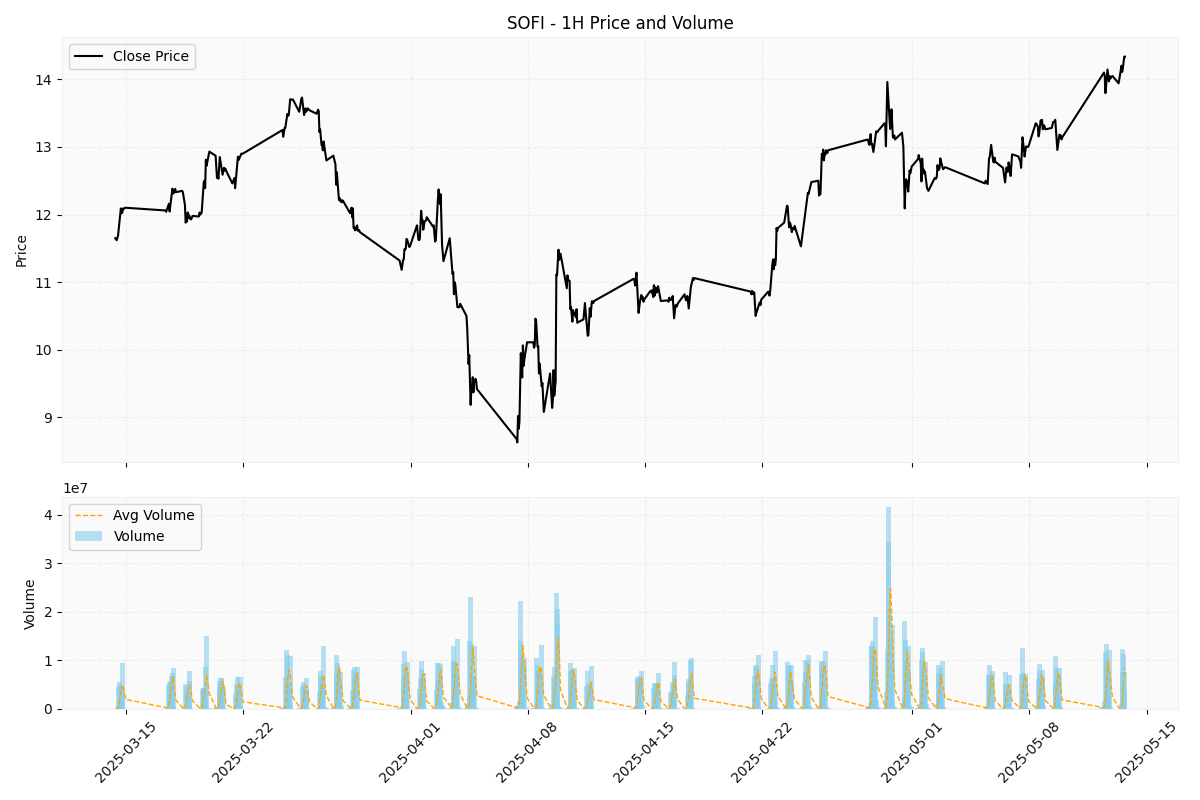 SOFI - 1H Price and Volume
Close Price
Price
14
13
12
11
10
9
1e7
Avg Volume
Volume
Volume
4
3
2
1
0
2025-03-15
2025-03-22
2025-04-01
2025-04-08
2025-04-15
2025-04-22
2025-05-01
2025-05-08
2025-05-15